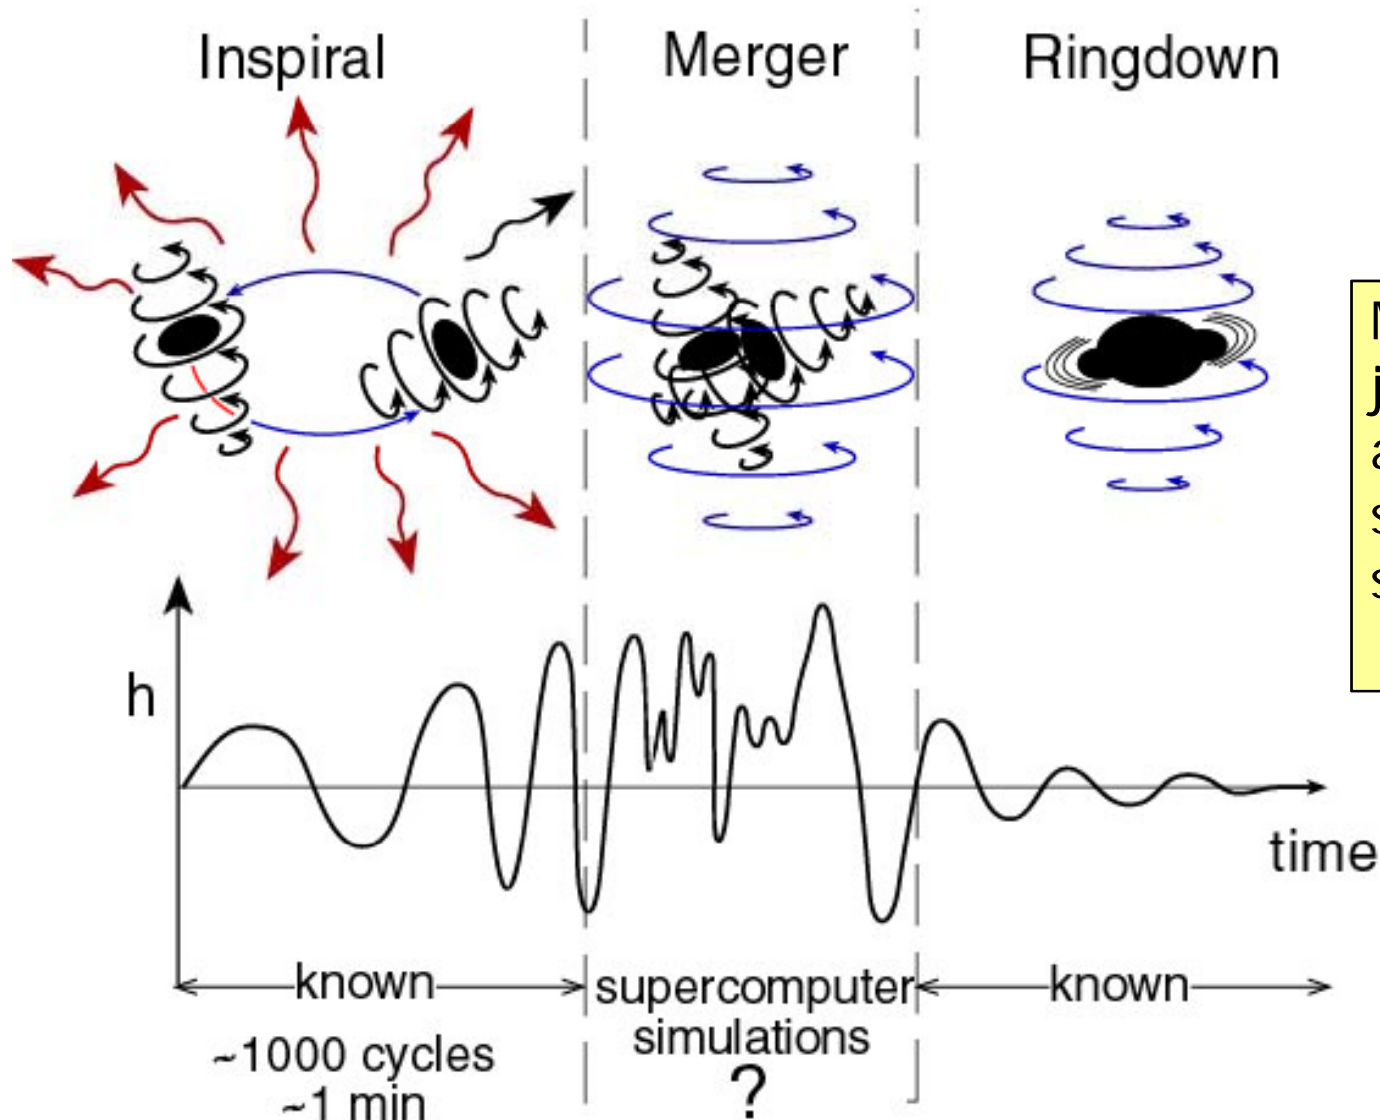 Inspiral
Merger
Ringdown
h
time
known
supercomputer
simulations
?
known
~1000 cycles
~1 min